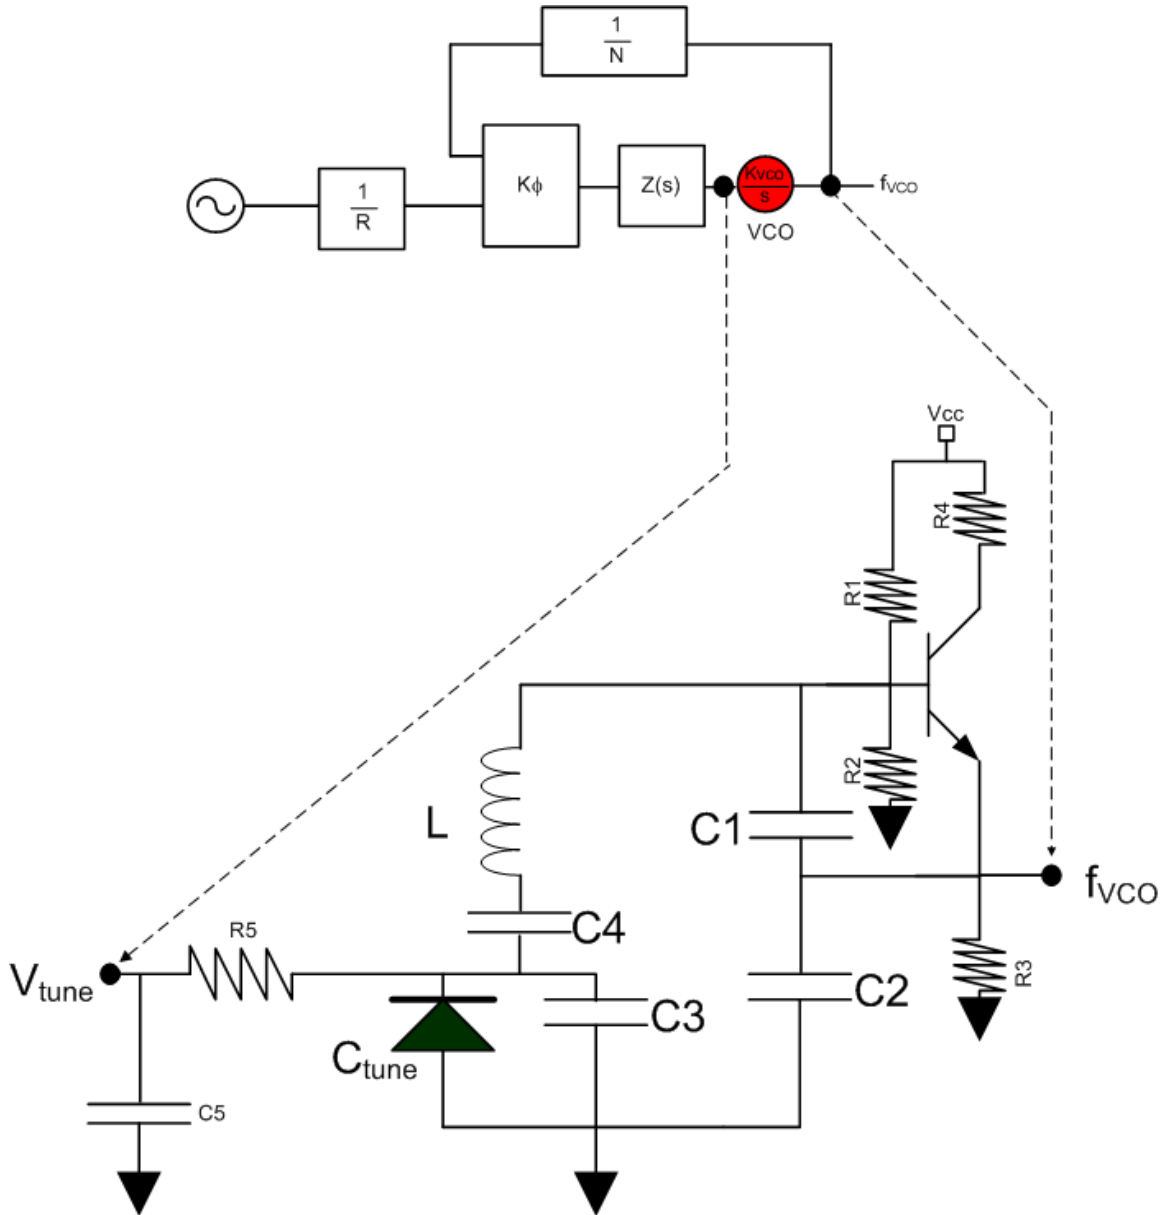 1
N
Kϕ
Z(s)
Kvco
s
fVCO
1
R
VCO
Vcc
R4
R1
R2
L
C1
fVCO
C4
R5
R3
Vtune
C2
C3
Ctune
C5